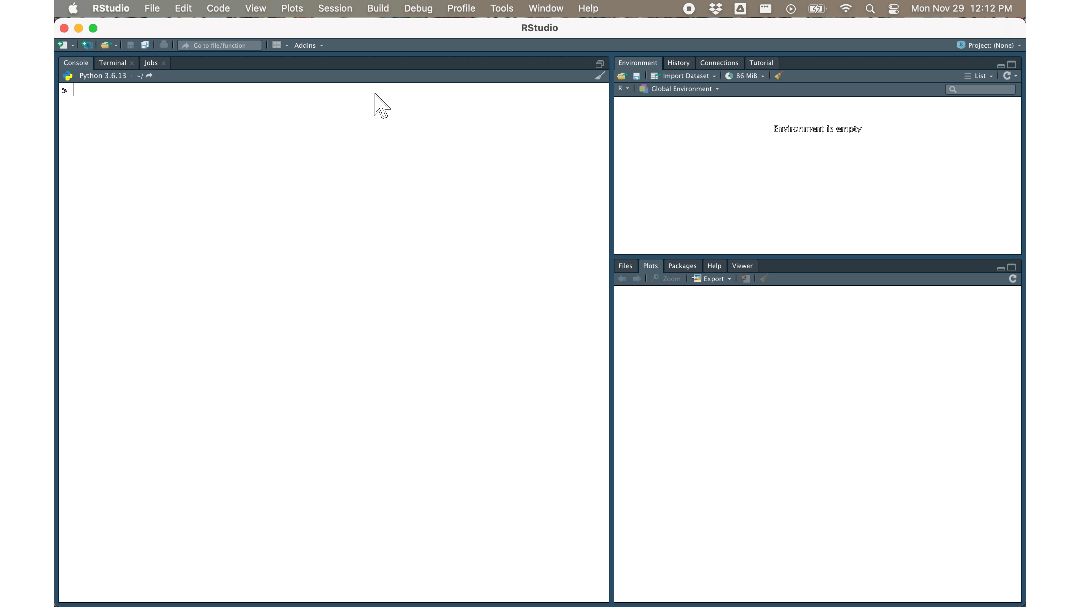 RStudio File Edit Code View Plots Session Build Debug Profile Tools Window Help Mon Nov 29 12:12 PM
RStudio
Go to file/function Addins Project: (None)
Console Terminal Jobs
Python 3.6.13 · ~/
>
Environment History Connections Tutorial
Import Dataset 86 MiB List
R Global Environment
Environment is empty
Files Plots Packages Help Viewer
Zoom Export